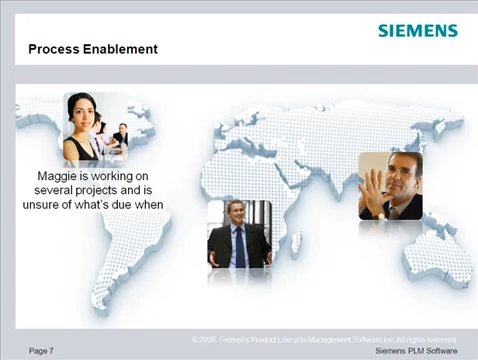 SIEMENS
Process Enablement
Maggie is working on
several projects and is
unsure of what's due when
© 2009. Siemens Product Lifecycle Management Software Inc. All rights reserved.
Page 7
Siemens PLM Software